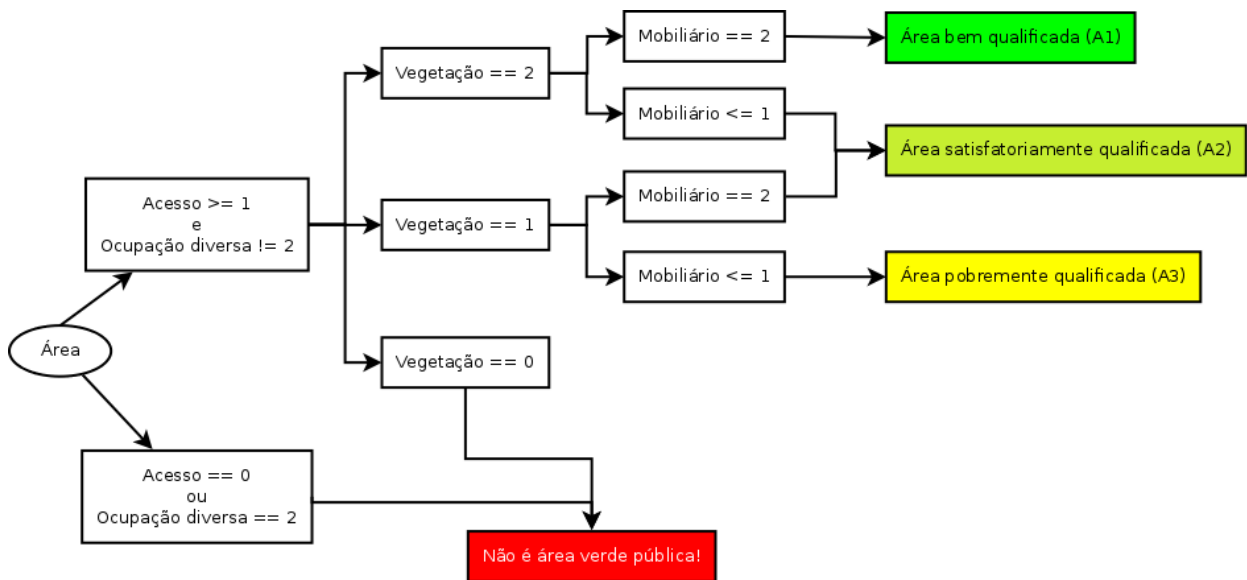 Mobiliário == 2
Área bem qualificada (A1)
Vegetação == 2
Mobiliário <= 1
Área satisfatoriamente qualificada (A2)
Acesso >= 1
e
Ocupação diversa != 2
Mobiliário == 2
Vegetação == 1
Mobiliário <= 1
Área pobremente qualificada (A3)
Área
Vegetação == 0
Acesso == 0
ou
Ocupação diversa == 2
Não é área verde pública!